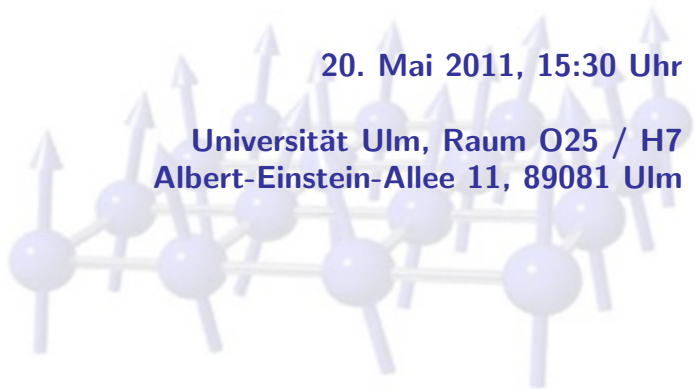 20. Mai 2011, 15:30 Uhr
Universität Ulm, Raum O25 / H7
Albert-Einstein-Allee 11, 89081 Ulm